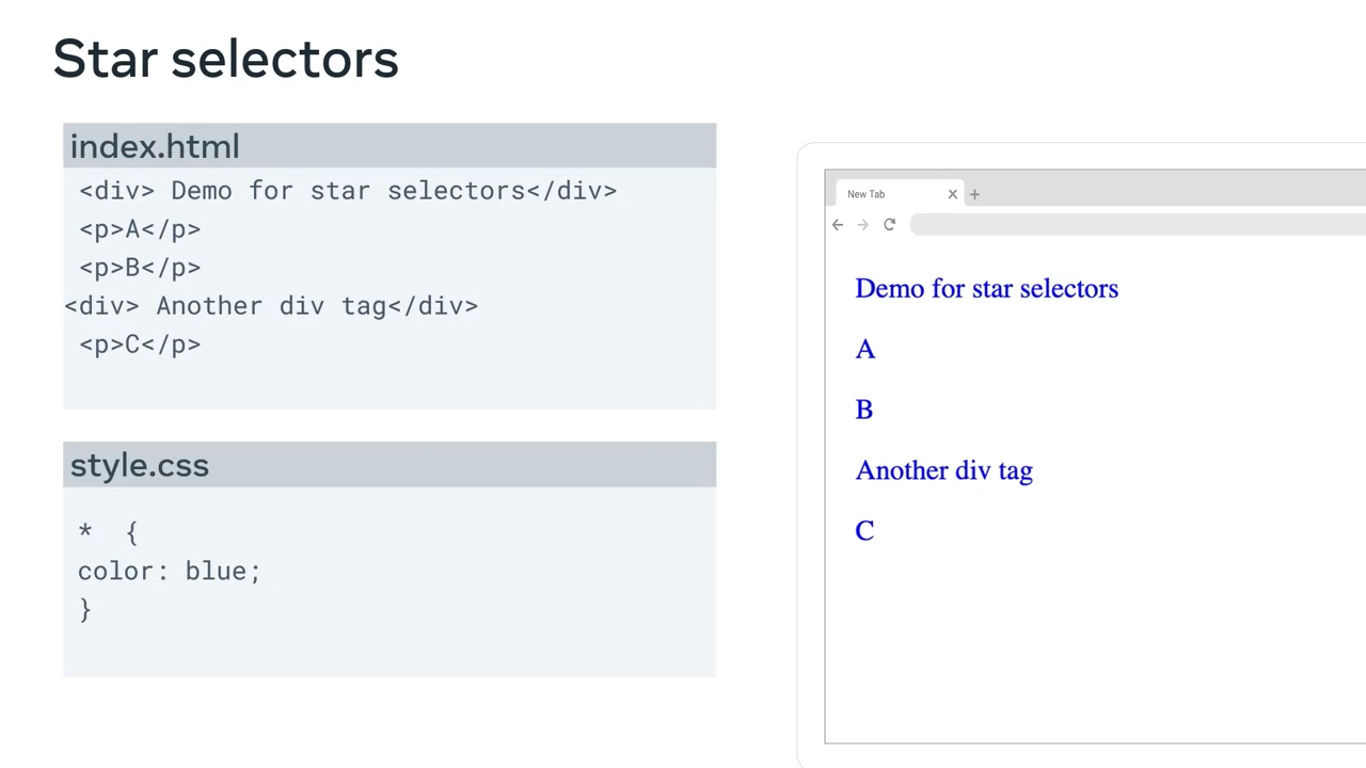 Star selectors
index.html
<div> Demo for star selectors</div>
<p>A</p>
<p>B</p>
<div> Another div tag</div>
<p>C</p>
style.css
*  {
color: blue;
}
New Tab
Demo for star selectors
A
B
Another div tag
C